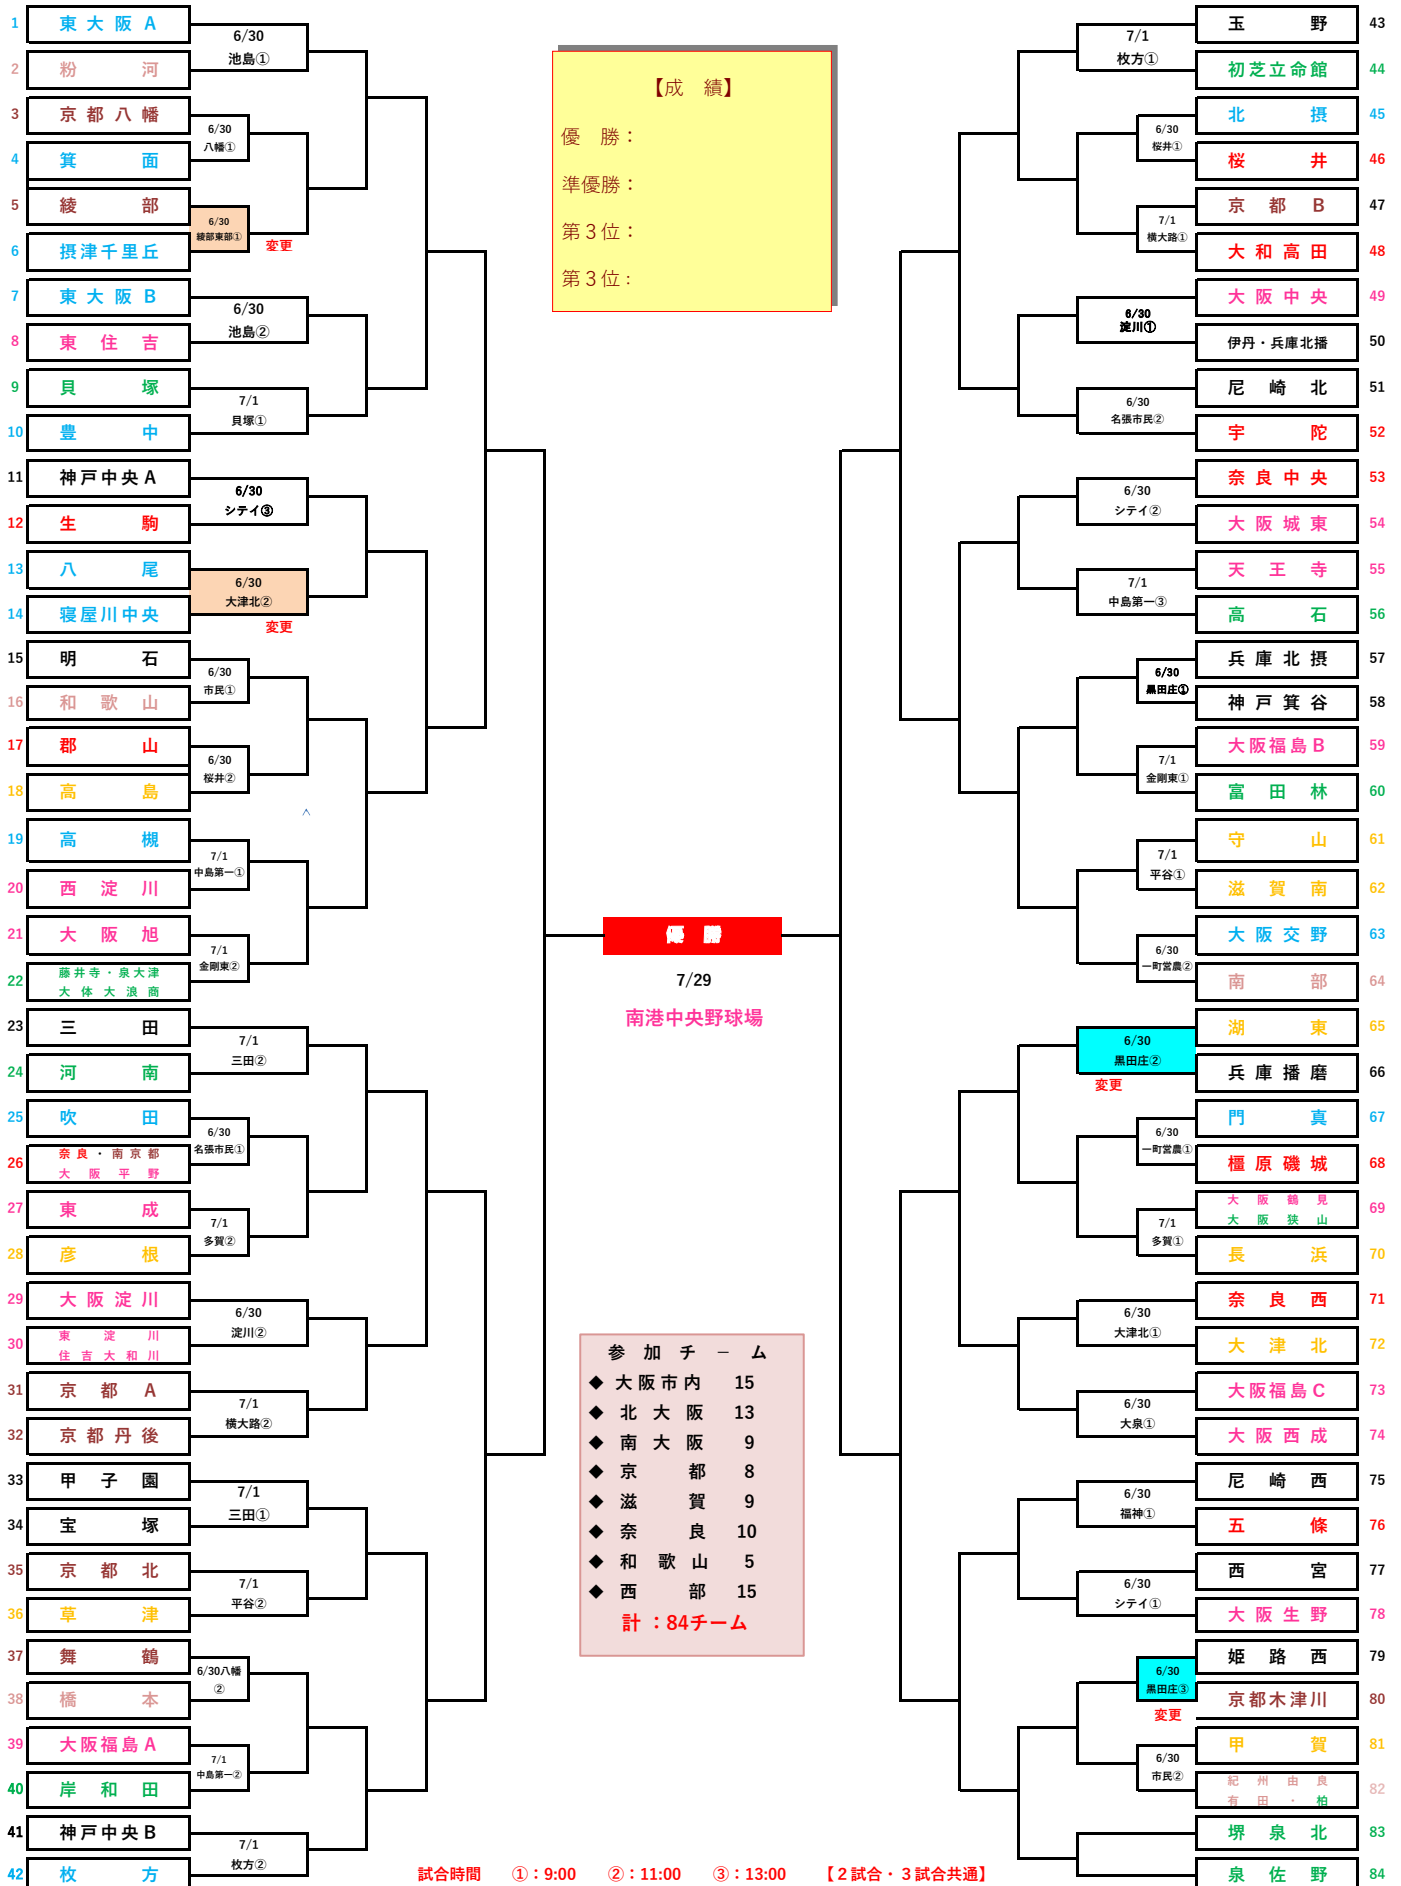 1 東大阪A
6/30
池島①
2 粉河
3 京都八幡
6/30
八幡①
4 箕面
5 綾部
6/30
綾部東部①
変更
6 摂津千里丘
7 東大阪B
6/30
池島②
8 東住吉
9 貝塚
7/1
貝塚①
10 豊中
11 神戸中央A
6/30
シテイ③
12 生駒
13 八尾
6/30
大津北②
14 寝屋川中央
変更
15 明石
6/30
市民①
16 和歌山
17 郡山
6/30
桜井②
18 高島
19 高槻
7/1
中島第一①
20 西淀川
21 大阪旭
7/1
金剛東②
22 藤井寺・泉大津
大体大浪商
23 三田
7/1
三田②
24 河南
25 吹田
6/30
名張市民①
26 奈良・南京都
大阪平野
27 東成
7/1
多賀②
28 彦根
29 大阪淀川
6/30
淀川②
30 東淀川
住吉大和川
31 京都A
7/1
横大路②
32 京都丹後
33 甲子園
7/1
三田①
34 宝塚
35 京都北
7/1
平谷②
36 草津
37 舞鶴
6/30八幡
②
38 橋本
39 大阪福島A
7/1
中島第一②
40 岸和田
41 神戸中央B
7/1
枚方②
42 枚方
【成　績】
優　勝：
準優勝：
第３位：
第３位：
優　勝
7/29
南港中央野球場
参加チーム
◆ 大阪市内 15
◆ 北大阪 13
◆ 南大阪 9
◆ 京都 8
◆ 滋賀 9
◆ 奈良 10
◆ 和歌山 5
◆ 西部 15
計：84チーム
玉野 43
7/1
枚方①
初芝立命館 44
北摂 45
6/30
桜井①
桜井 46
京都B 47
7/1
横大路①
大和高田 48
大阪中央 49
6/30
淀川①
伊丹・兵庫北播 50
尼崎北 51
6/30
名張市民②
宇陀 52
奈良中央 53
6/30
シテイ②
大阪城東 54
天王寺 55
7/1
中島第一③
高石 56
兵庫北摂 57
6/30
黒田庄①
神戸箕谷 58
大阪福島B 59
7/1
金剛東①
富田林 60
守山 61
7/1
平谷①
滋賀南 62
大阪交野 63
6/30
一町営農②
南部 64
湖東 65
6/30
黒田庄②
兵庫播磨 66
変更
門真 67
6/30
一町営農①
橿原磯城 68
大阪鶴見
大阪狭山 69
7/1
多賀①
長浜 70
奈良西 71
6/30
大津北①
大津北 72
大阪福島C 73
6/30
大泉①
大阪西成 74
尼崎西 75
6/30
福神①
五條 76
西宮 77
6/30
シテイ①
大阪生野 78
姫路西 79
6/30
黒田庄③
京都木津川 80
変更
甲賀 81
6/30
市民②
紀州由良
有田・柏 82
堺泉北 83
泉佐野 84
試合時間　①：9:00　②：11:00　③：13:00　【２試合・３試合共通】